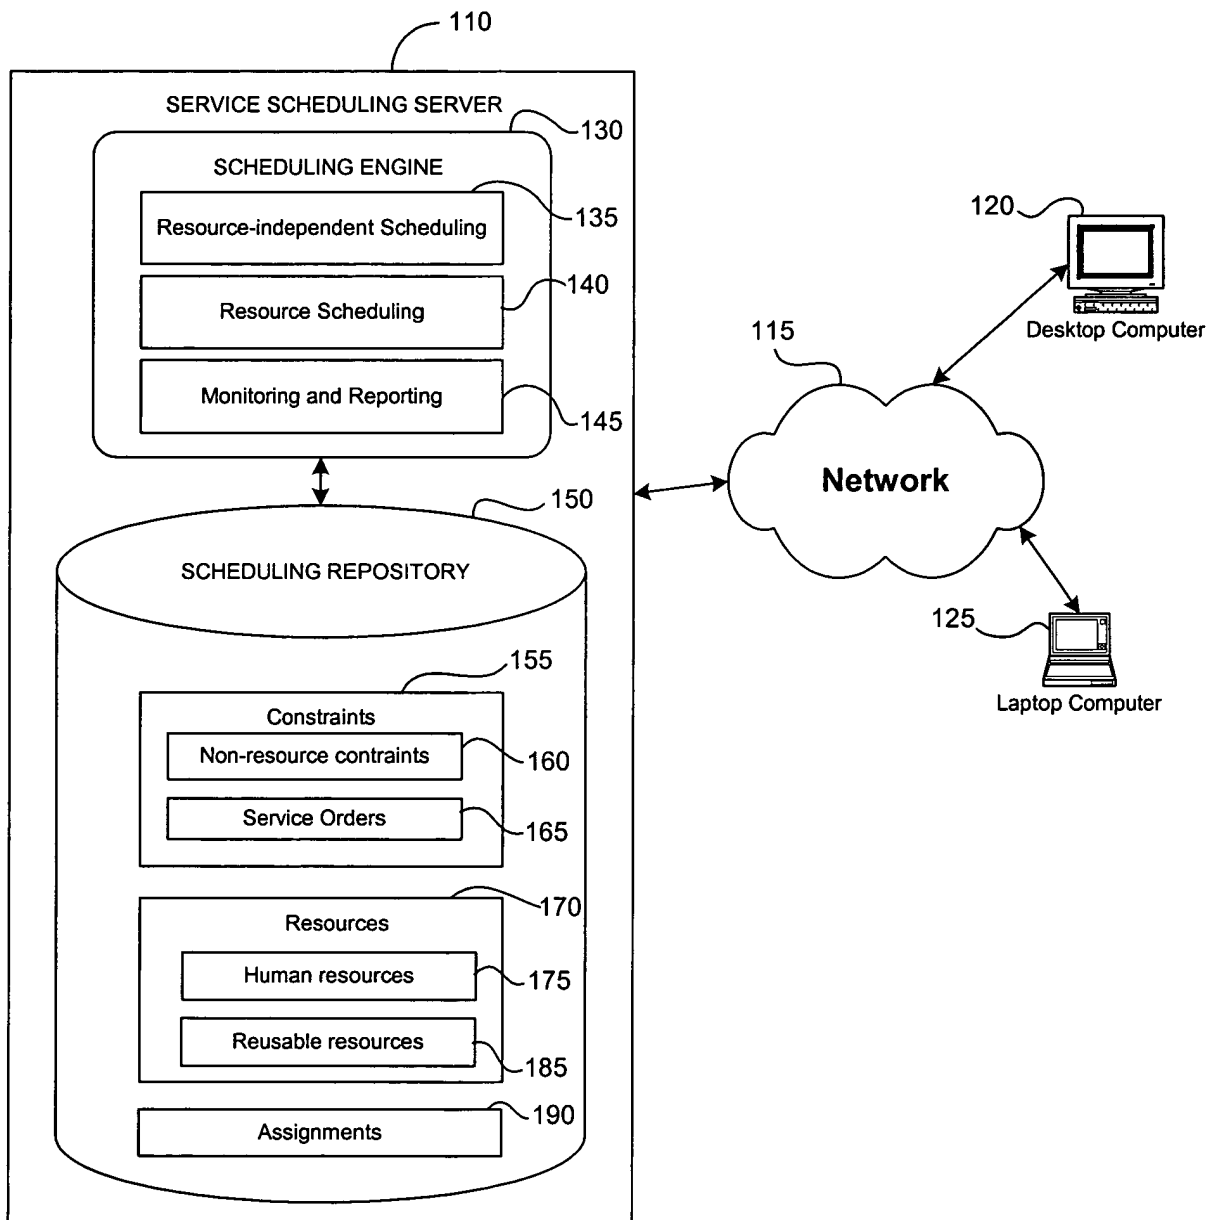 110
SERVICE SCHEDULING SERVER
130
SCHEDULING ENGINE
Resource-independent Scheduling
135
Resource Scheduling
140
Monitoring and Reporting
145
150
SCHEDULING REPOSITORY
155
Constraints
Non-resource contraints
160
Service Orders
165
170
Resources
Human resources
175
Reusable resources
185
190
Assignments
115
Network
120
Desktop Computer
125
Laptop Computer